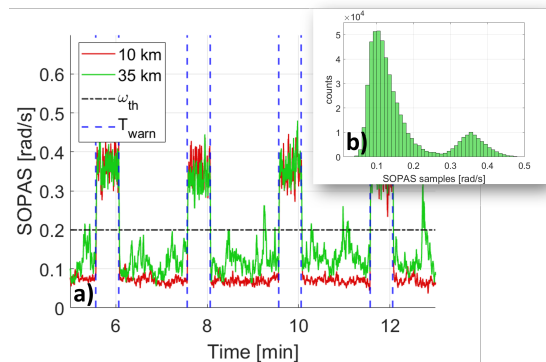 10 km
35 km
ω_th
T_warn
SOPAS [rad/s]
0.6
0.5
0.4
0.3
0.2
0.1
0
a)
6 8 10 12
Time [min]
×10⁴
5
4
3
2
1
0
counts
b)
0.1 0.2 0.3 0.4 0.5
SOPAS samples [rad/s]